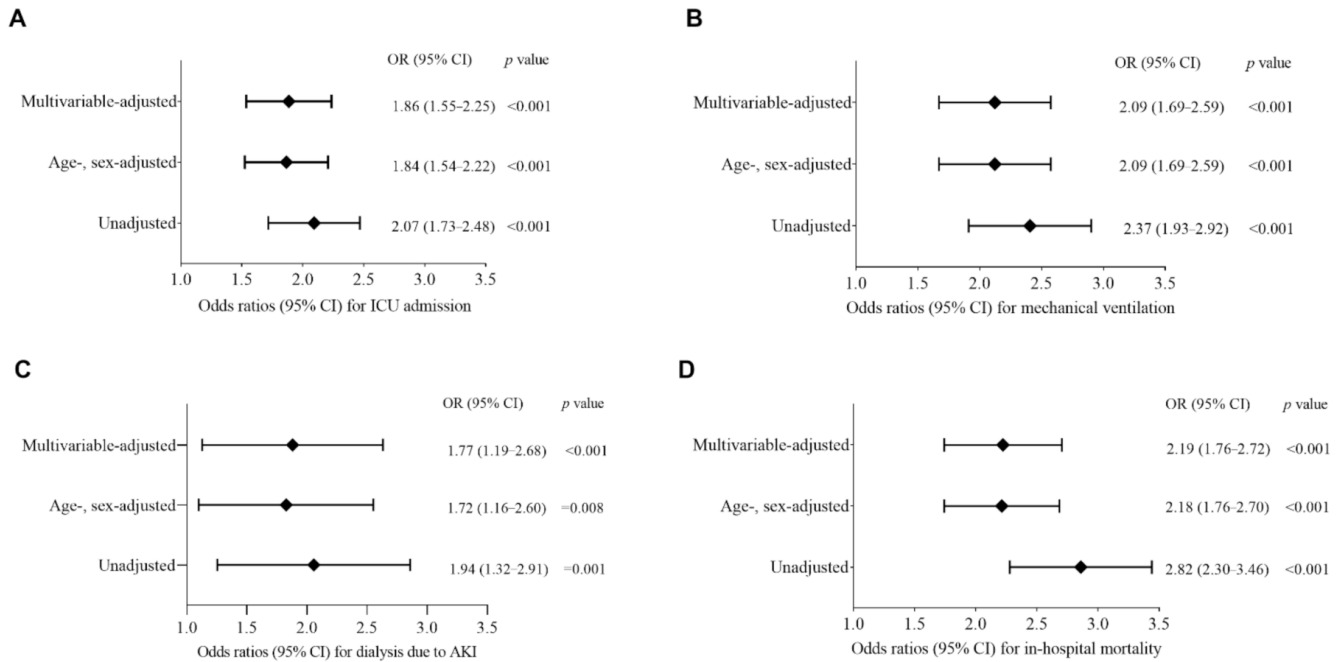 A
OR (95% CI) p value
Multivariable-adjusted 1.86 (1.55–2.25) <0.001
Age-, sex-adjusted 1.84 (1.54–2.22) <0.001
Unadjusted 2.07 (1.73–2.48) <0.001
1.0 1.5 2.0 2.5 3.0 3.5
Odds ratios (95% CI) for ICU admission
B
OR (95% CI) p value
Multivariable-adjusted 2.09 (1.69–2.59) <0.001
Age-, sex-adjusted 2.09 (1.69–2.59) <0.001
Unadjusted 2.37 (1.93–2.92) <0.001
1.0 1.5 2.0 2.5 3.0 3.5
Odds ratios (95% CI) for mechanical ventilation
C
OR (95% CI) p value
Multivariable-adjusted 1.77 (1.19–2.68) <0.001
Age-, sex-adjusted 1.72 (1.16–2.60) =0.008
Unadjusted 1.94 (1.32–2.91) =0.001
1.0 1.5 2.0 2.5 3.0 3.5
Odds ratios (95% CI) for dialysis due to AKI
D
OR (95% CI) p value
Multivariable-adjusted 2.19 (1.76–2.72) <0.001
Age-, sex-adjusted 2.18 (1.76–2.70) <0.001
Unadjusted 2.82 (2.30–3.46) <0.001
1.0 1.5 2.0 2.5 3.0 3.5
Odds ratios (95% CI) for in-hospital mortality